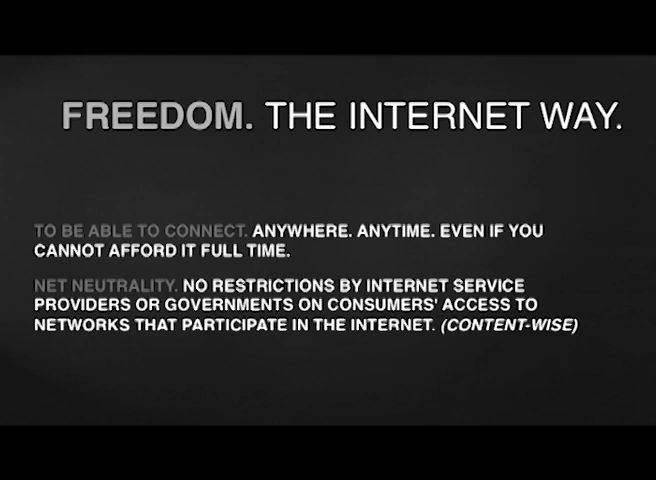 FREEDOM. THE INTERNET WAY.
TO BE ABLE TO CONNECT. ANYWHERE. ANYTIME. EVEN IF YOU
CANNOT AFFORD IT FULL TIME.
NET NEUTRALITY. NO RESTRICTIONS BY INTERNET SERVICE
PROVIDERS OR GOVERNMENTS ON CONSUMERS' ACCESS TO
NETWORKS THAT PARTICIPATE IN THE INTERNET. (CONTENT-WISE)